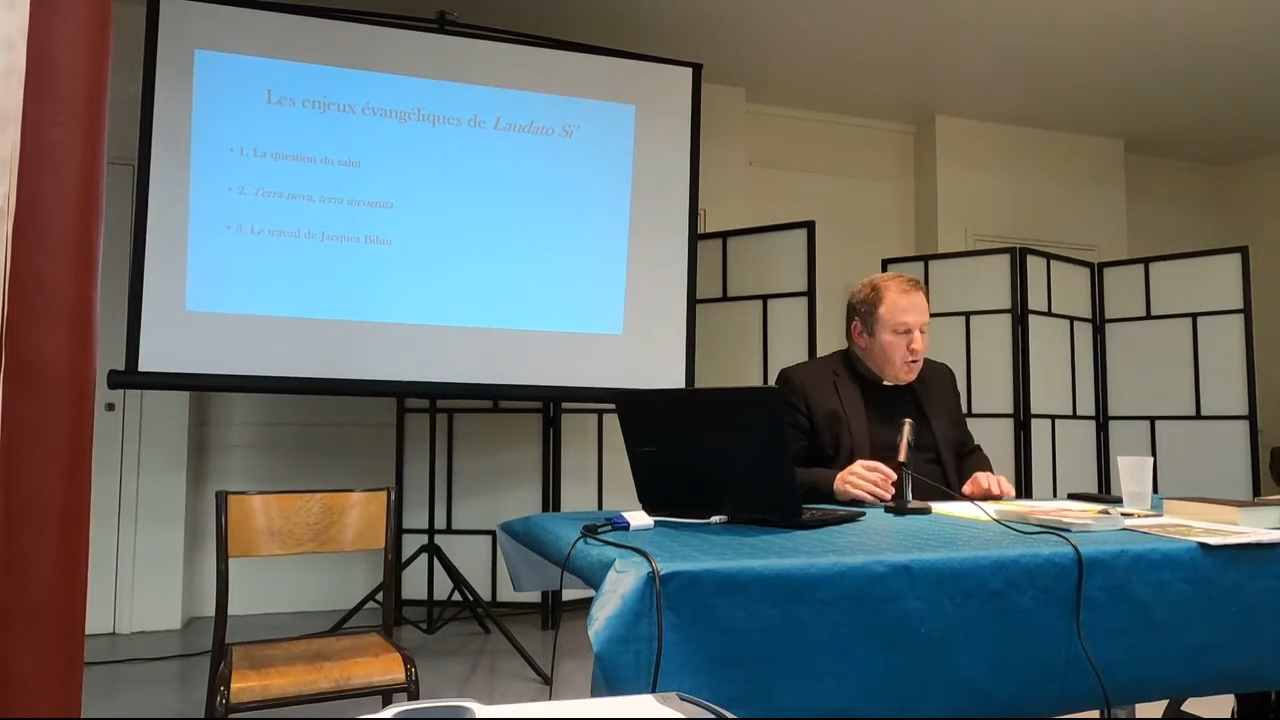 Les enjeux évangéliques de Laudato Si'
• 1. La question du salut
• 2. Terra nova, terra incognita
• 3. Le travail de Jacques Bihin